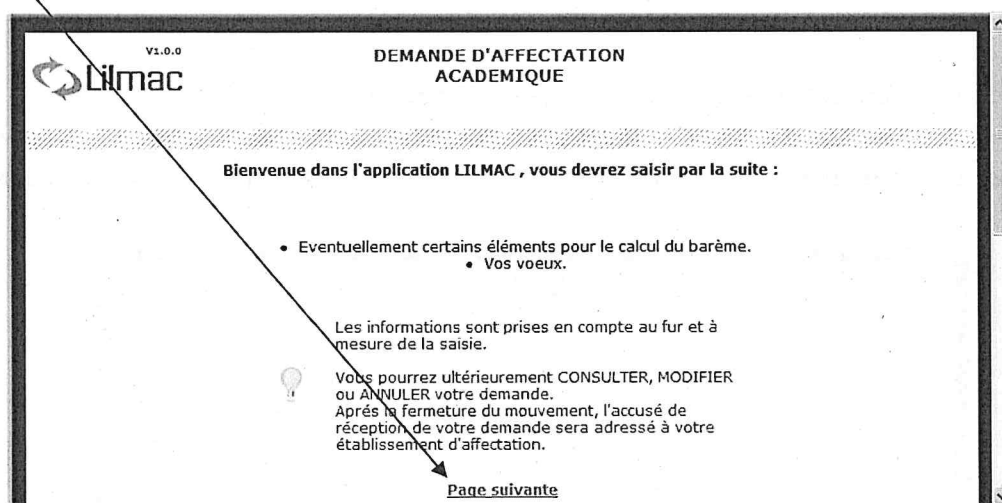 V1.0.0
Lilmac
DEMANDE D'AFFECTATION
ACADEMIQUE
Bienvenue dans l'application LILMAC , vous devrez saisir par la suite :
• Eventuellement certains éléments pour le calcul du barème.
• Vos voeux.
Les informations sont prises en compte au fur et à
mesure de la saisie.
Vous pourrez ultérieurement CONSULTER, MODIFIER
ou ANNULER votre demande.
Aprés la fermeture du mouvement, l'accusé de
réception de votre demande sera adressé à votre
établissement d'affectation.
Page suivante